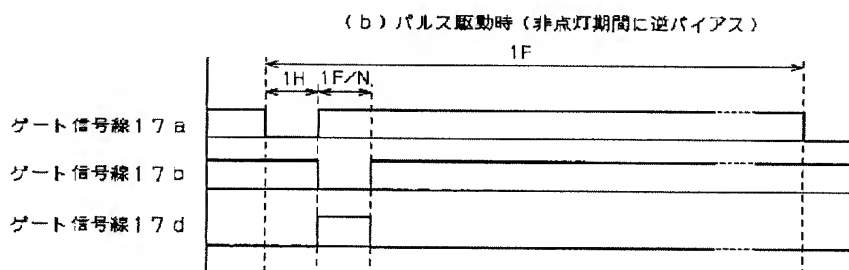 (b) パルス駆動時(非点灯期間に逆バイアス)
1F
1H 1F/N
ゲート信号線17a
ゲート信号線17b
ゲート信号線17d